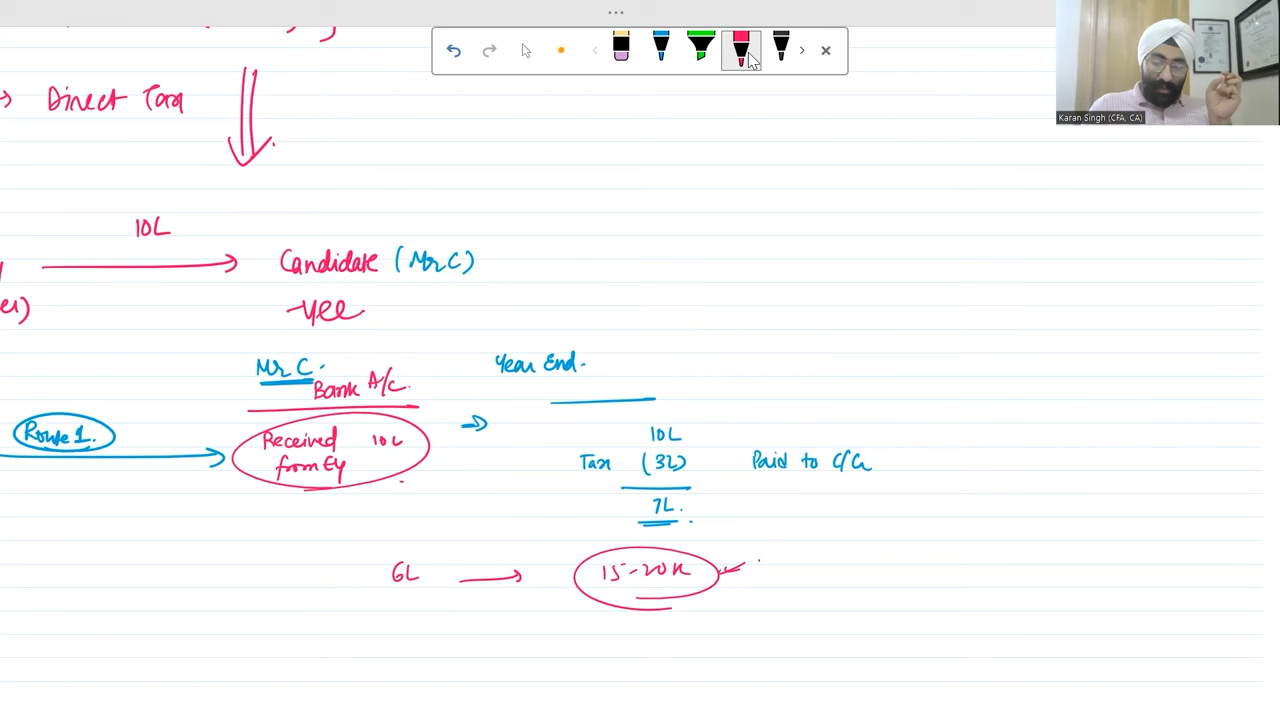 Karan Singh (CFA, CA)
Direct Tax
10L
Candidate (Mr C)
Mr C.
Bank A/C.
Year End.
Route 1.
Received 10L
from Ey
10L
Tax (3L) Paid to C/G
7L.
6L 15-20K